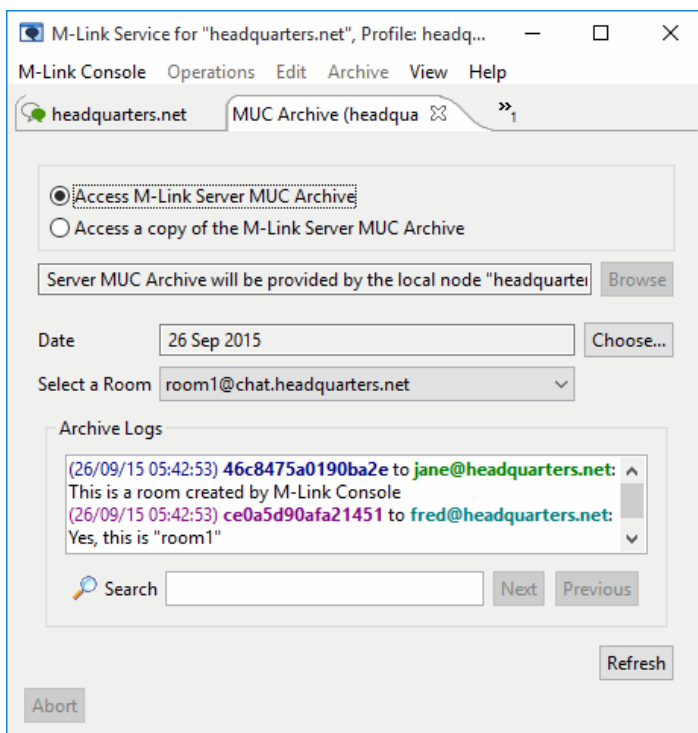 M-Link Service for "headquarters.net", Profile: headq...
M-Link Console Operations Edit Archive View Help
headquarters.net MUC Archive (headqua »1
Access M-Link Server MUC Archive
Access a copy of the M-Link Server MUC Archive
Server MUC Archive will be provided by the local node "headquarter Browse
Date 26 Sep 2015 Choose...
Select a Room room1@chat.headquarters.net
Archive Logs
(26/09/15 05:42:53) 46c8475a0190ba2e to jane@headquarters.net:
This is a room created by M-Link Console
(26/09/15 05:42:53) ce0a5d90afa21451 to fred@headquarters.net:
Yes, this is "room1"
Search Next Previous
Refresh
Abort